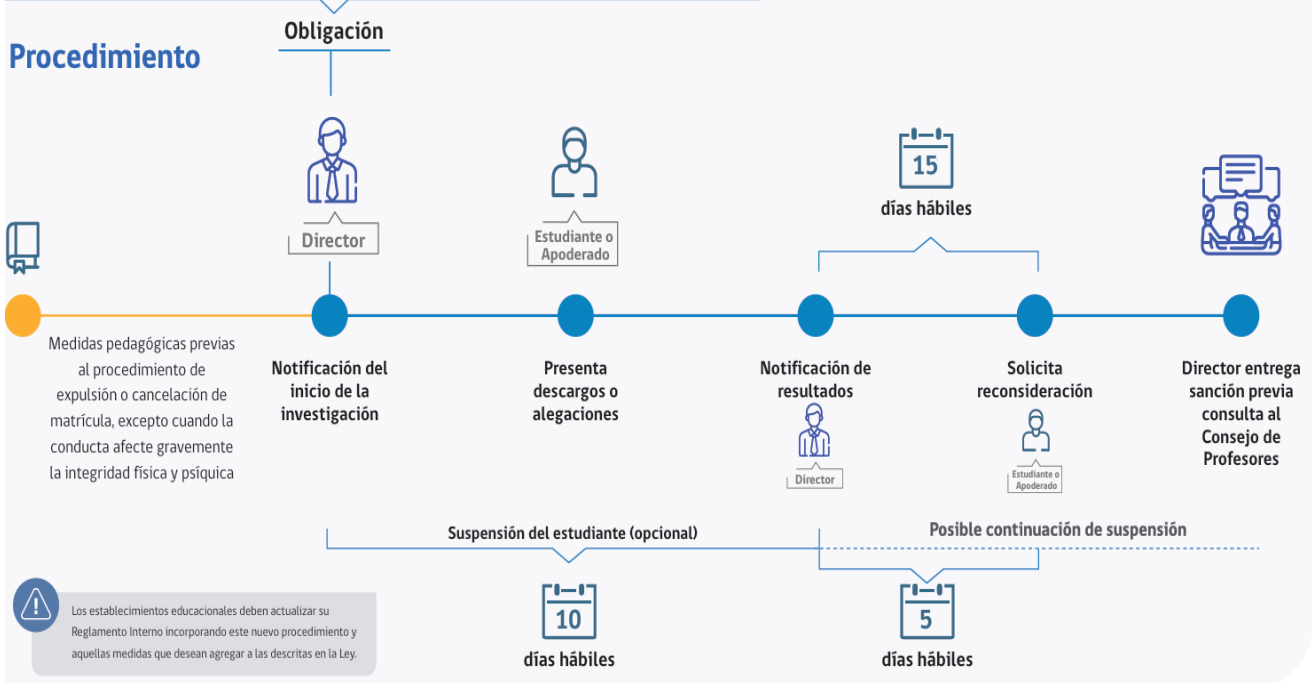 Obligación
Procedimiento
Director
Estudiante o
Apoderado
15
días hábiles
Medidas pedagógicas previas
al procedimiento de
expulsión o cancelación de
matrícula, excepto cuando la
conducta afecte gravemente
la integridad física y psíquica
Notificación del
inicio de la
investigación
Presenta
descargos o
alegaciones
Notificación de
resultados
Director
Solicita
reconsideración
Estudiante o
Apoderado
Director entrega
sanción previa
consulta al
Consejo de
Profesores
Suspensión del estudiante (opcional)
Posible continuación de suspensión
10
días hábiles
5
días hábiles
Los establecimientos educacionales deben actualizar su
Reglamento Interno incorporando este nuevo procedimiento y
aquellas medidas que desean agregar a las descritas en la Ley.